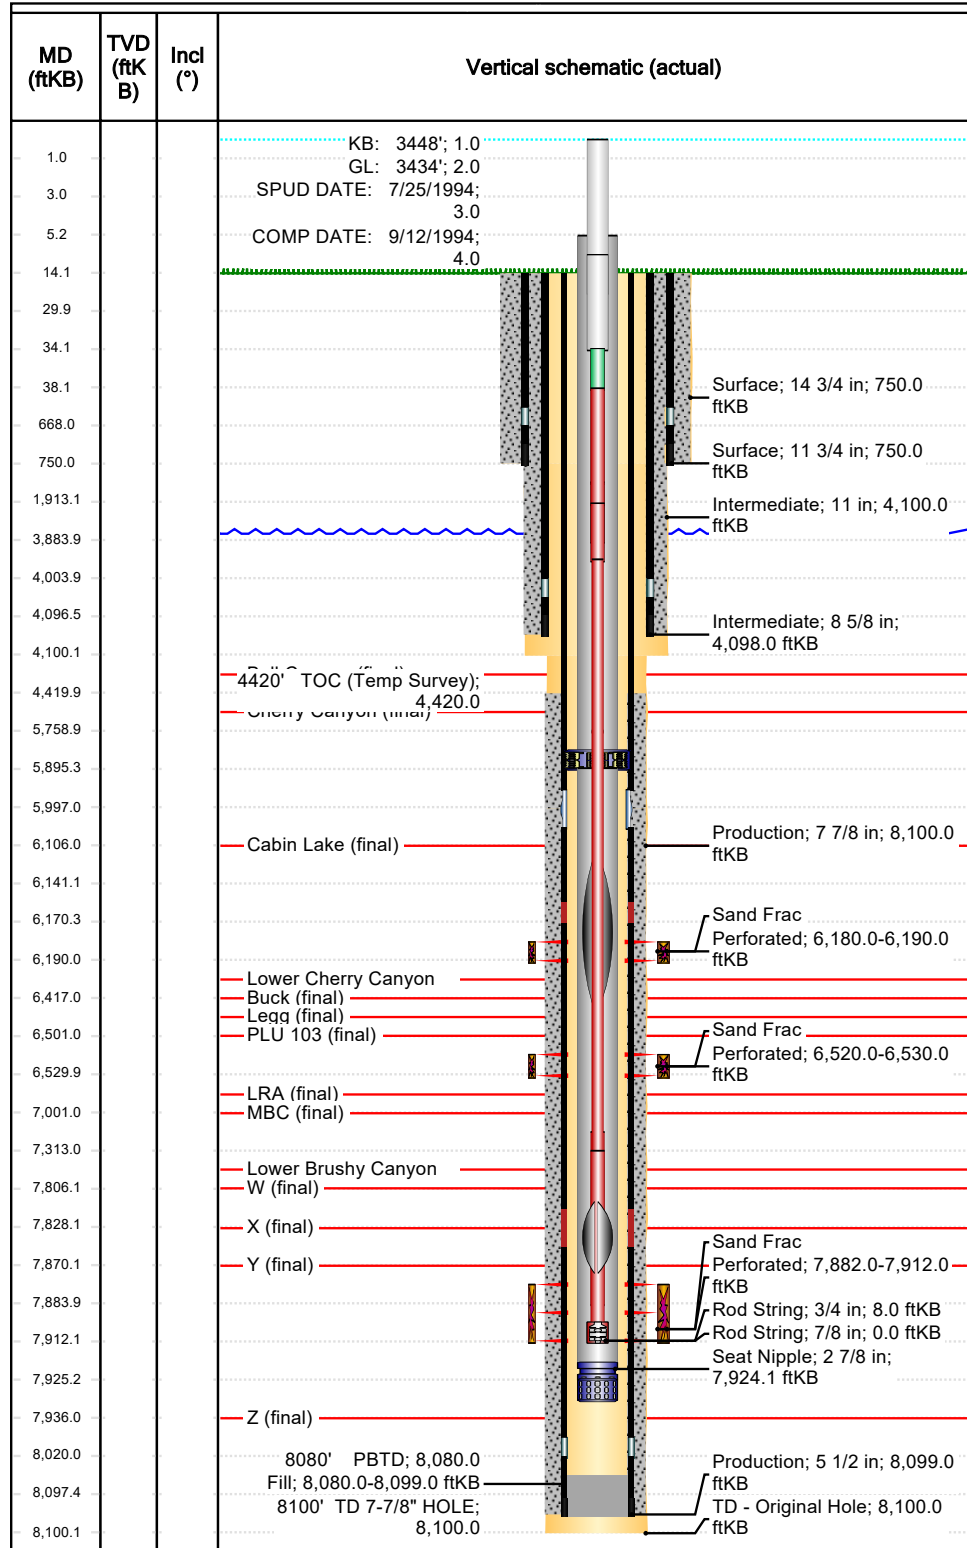 MD (ftKB)
TVD (ftK B)
Incl (°)
Vertical schematic (actual)
1.0
3.0
5.2
14.1
29.9
34.1
38.1
668.0
750.0
1,913.1
3,883.9
4,003.9
4,096.5
4,100.1
4,419.9
5,758.9
5,895.3
5,997.0
6,106.0
6,141.1
6,170.3
6,190.0
6,417.0
6,501.0
6,529.9
7,001.0
7,313.0
7,806.1
7,828.1
7,870.1
7,883.9
7,912.1
7,925.2
7,936.0
8,020.0
8,097.4
8,100.1
KB: 3448'; 1.0
GL: 3434'; 2.0
SPUD DATE: 7/25/1994;
3.0
COMP DATE: 9/12/1994;
4.0
4420' TOC (Temp Survey);
4,420.0
Cherry Canyon (final)
Cabin Lake (final)
Lower Cherry Canyon
Buck (final)
Legg (final)
PLU 103 (final)
LRA (final)
MBC (final)
Lower Brushy Canyon
W (final)
X (final)
Y (final)
Z (final)
8080' PBTD; 8,080.0
Fill; 8,080.0-8,099.0 ftKB
8100' TD 7-7/8" HOLE;
8,100.0
Surface; 14 3/4 in; 750.0
ftKB
Surface; 11 3/4 in; 750.0
ftKB
Intermediate; 11 in; 4,100.0
ftKB
Intermediate; 8 5/8 in;
4,098.0 ftKB
Production; 7 7/8 in; 8,100.0
ftKB
Sand Frac
Perforated; 6,180.0-6,190.0
ftKB
Sand Frac
Perforated; 6,520.0-6,530.0
ftKB
Sand Frac
Perforated; 7,882.0-7,912.0
ftKB
Rod String; 3/4 in; 8.0 ftKB
Rod String; 7/8 in; 0.0 ftKB
Seat Nipple; 2 7/8 in;
7,924.1 ftKB
Production; 5 1/2 in; 8,099.0
ftKB
TD - Original Hole; 8,100.0
ftKB